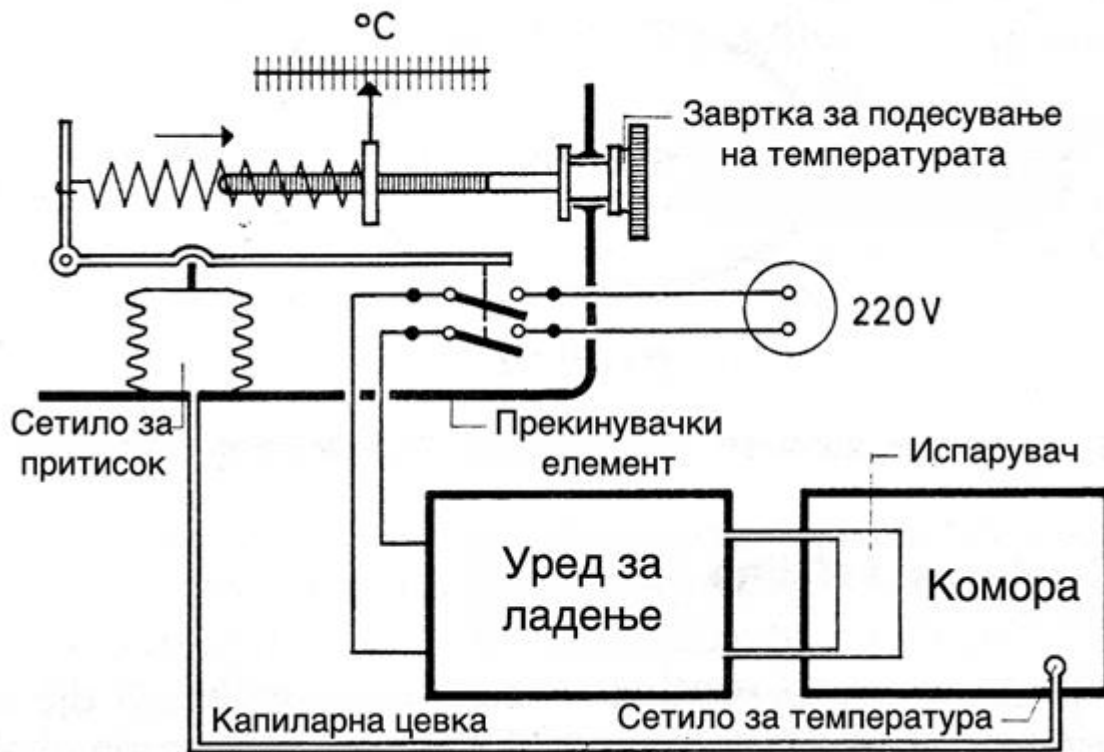 °C
Завртка за подесување
на температурата
220 V
Сетило за
притисок
Прекинувачки
елемент
Испарувач
Уред за
ладење
Комора
Капиларна цевка
Сетило за температура